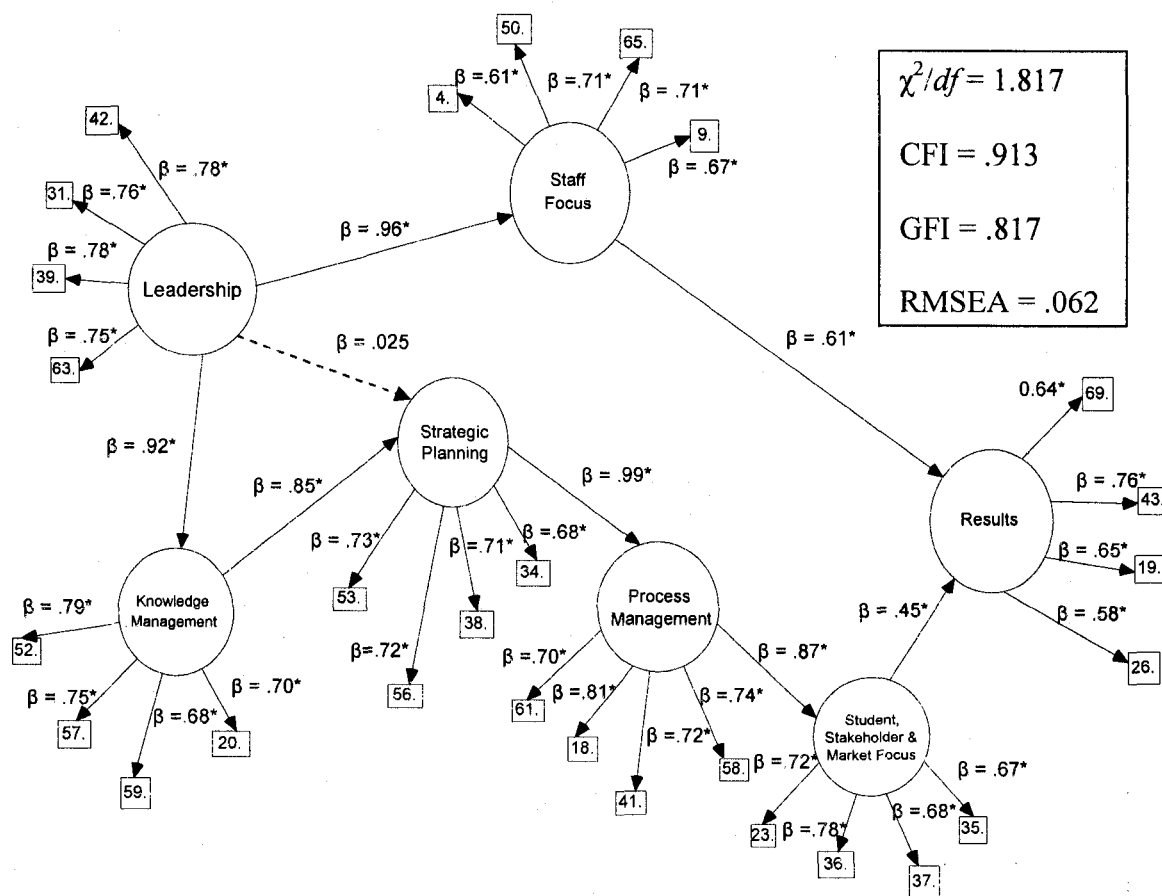 50.
65.
β =.61*
β =.71*
β = .71*
4.
9.
β = .67*
Staff
Focus
χ²/df = 1.817
CFI = .913
GFI = .817
RMSEA = .062
42.
β = .78*
31.
β = .76*
β = .78*
39.
Leadership
β = .75*
63.
β = .96*
β = .025
β = .61*
β = .92*
Strategic
Planning
β = .85*
β = .99*
β = .73*
β = .71*
β = .68*
53.
38.
34.
β=.72*
56.
0.64*
69.
β = .76*
43.
Results
β = .65*
19.
β = .58*
26.
β = .45*
Knowledge
Management
β = .79*
52.
β = .75*
57.
β =.68*
59.
β = .70*
20.
Process
Management
β = .70*
61.
β =.81*
18.
β = .72*
41.
β = .74*
58.
β = .87*
Student,
Stakeholder &
Market Focus
β = .72*
23.
β =.78*
36.
β =.68*
37.
β = .67*
35.